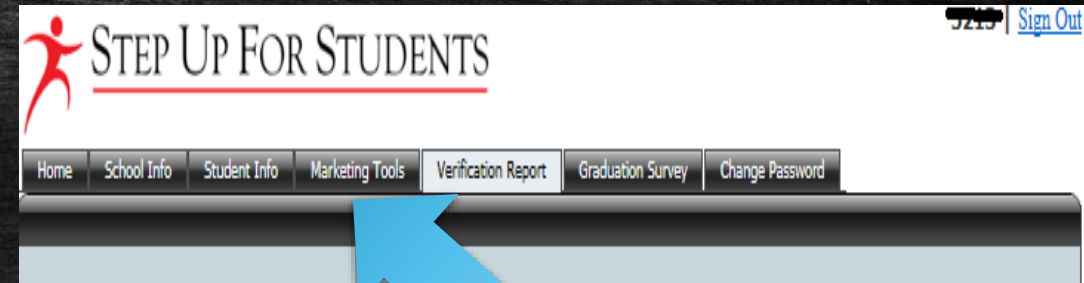 STEP UP FOR STUDENTS
Sign Out
Home School Info Student Info Marketing Tools Verification Report Graduation Survey Change Password